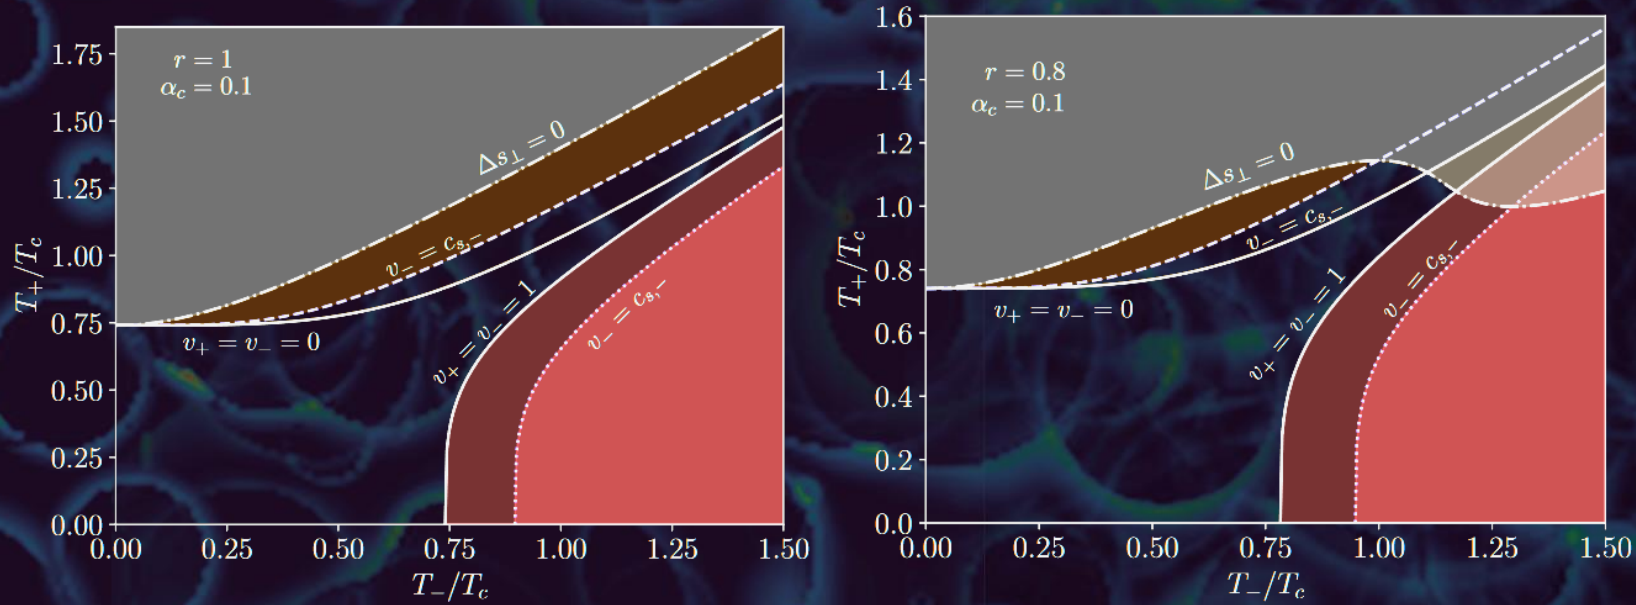 r = 1
α_c = 0.1
Δs_⊥ = 0
v_− = c_{s,−}
v_+ = v_− = 0
v_+ = v_− = 1
v_− = c_{s,−}
T_+/T_c
1.75
1.50
1.25
1.00
0.75
0.50
0.25
0.00
0.00 0.25 0.50 0.75 1.00 1.25 1.50
T_−/T_c
r = 0.8
α_c = 0.1
Δs_⊥ = 0
v_− = c_{s,−}
v_+ = v_− = 0
v_+ = v_− = 1
v_− = c_{s,−}
T_+/T_c
1.6
1.4
1.2
1.0
0.8
0.6
0.4
0.2
0.0
0.00 0.25 0.50 0.75 1.00 1.25 1.50
T_−/T_c